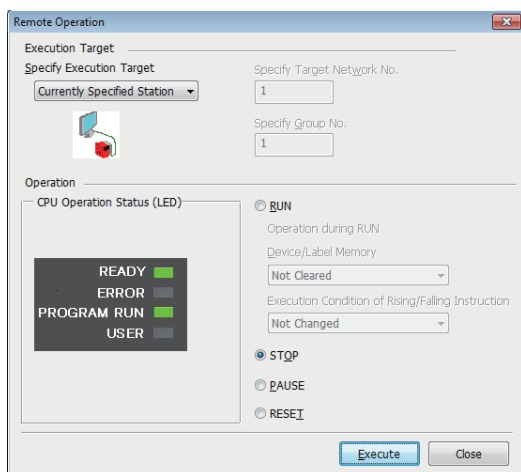 Remote Operation
Execution Target
Specify Execution Target
Currently Specified Station
Specify Target Network No.
1
Specify Group No.
1
Operation
CPU Operation Status (LED)
READY
ERROR
PROGRAM RUN
USER
RUN
Operation during RUN
Device/Label Memory
Not Cleared
Execution Condition of Rising/Falling Instruction
Not Changed
STOP
PAUSE
RESET
Execute
Close